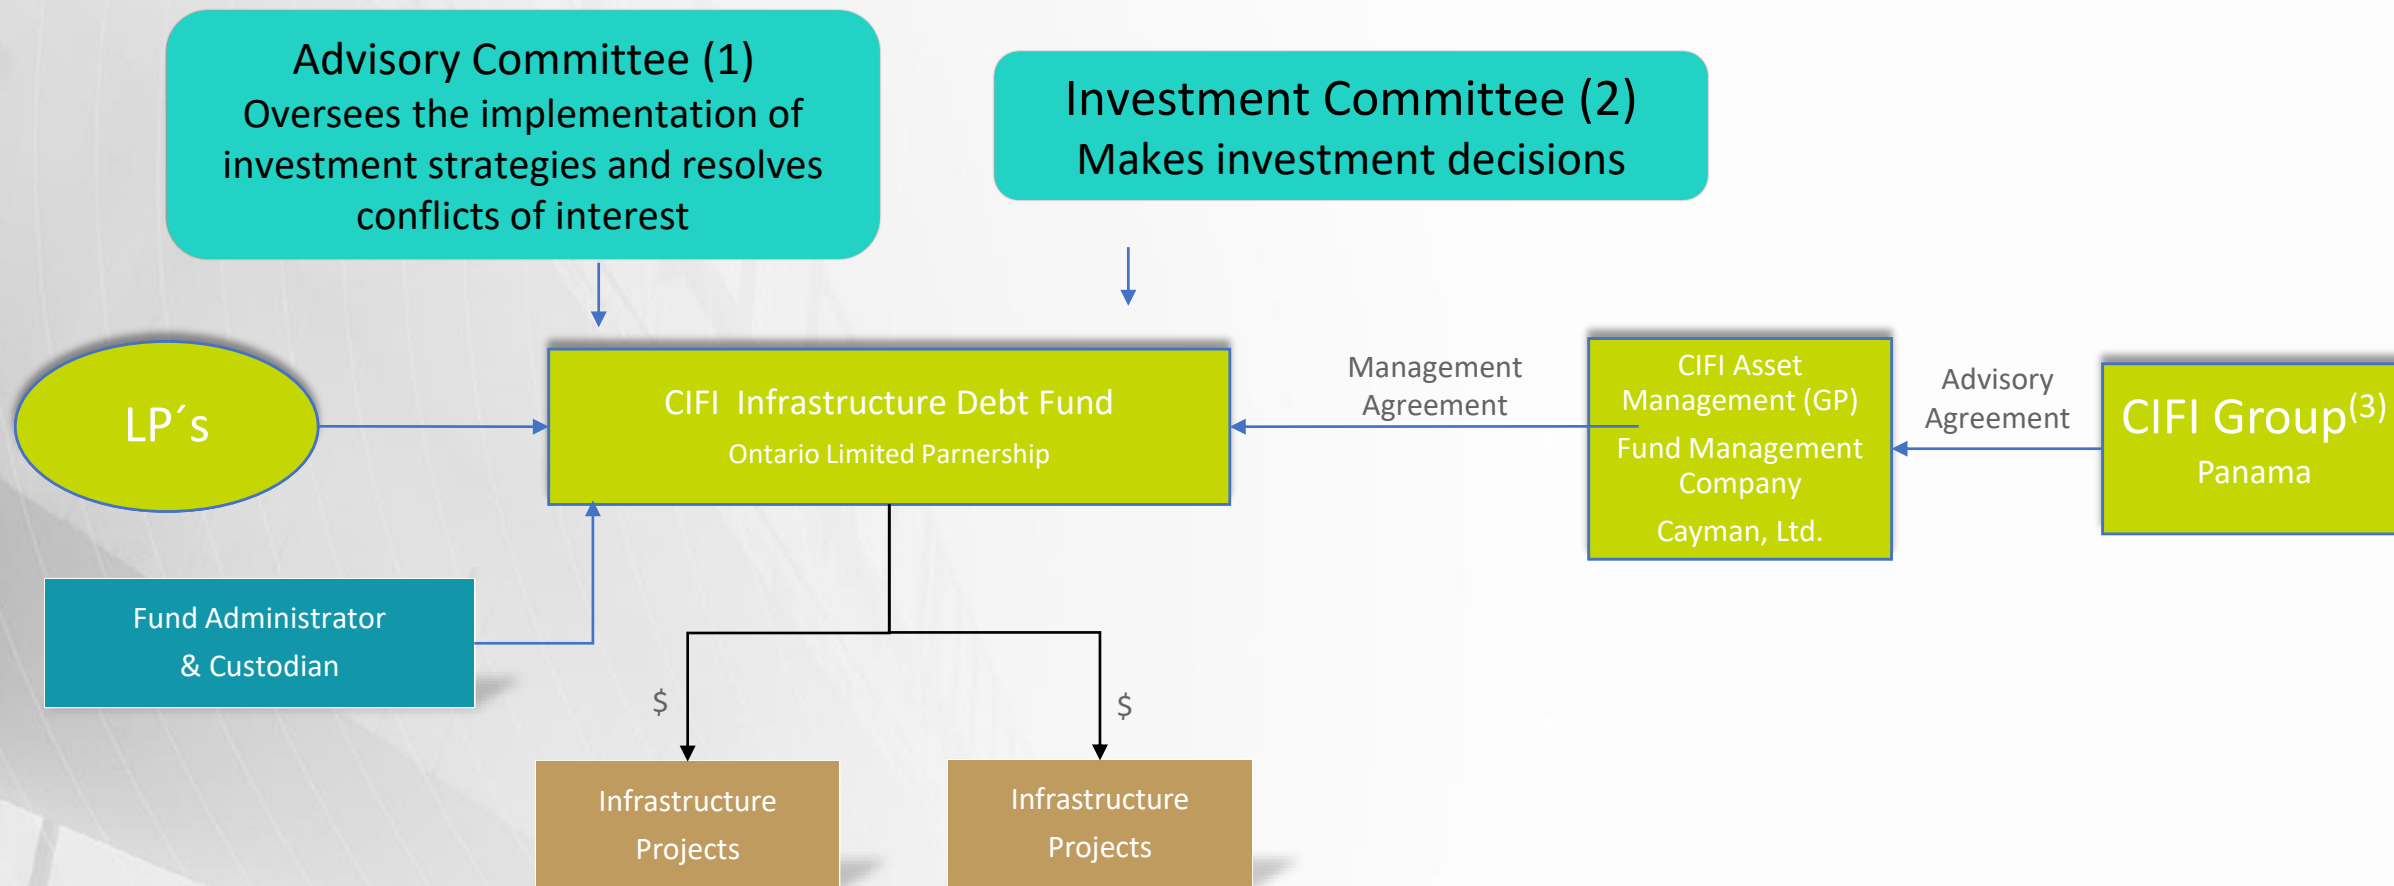 Advisory Committee (1)
Oversees the implementation of
investment strategies and resolves
conflicts of interest
Investment Committee (2)
Makes investment decisions
LP´s
CIFI  Infrastructure Debt Fund
Ontario Limited Parnership
Management
Agreement
CIFI Asset
Management (GP)
Fund Management
Company
Cayman, Ltd.
Advisory
Agreement
CIFI Group(3)
Panama
Fund Administrator
& Custodian
$
$
Infrastructure
Projects
Infrastructure
Projects